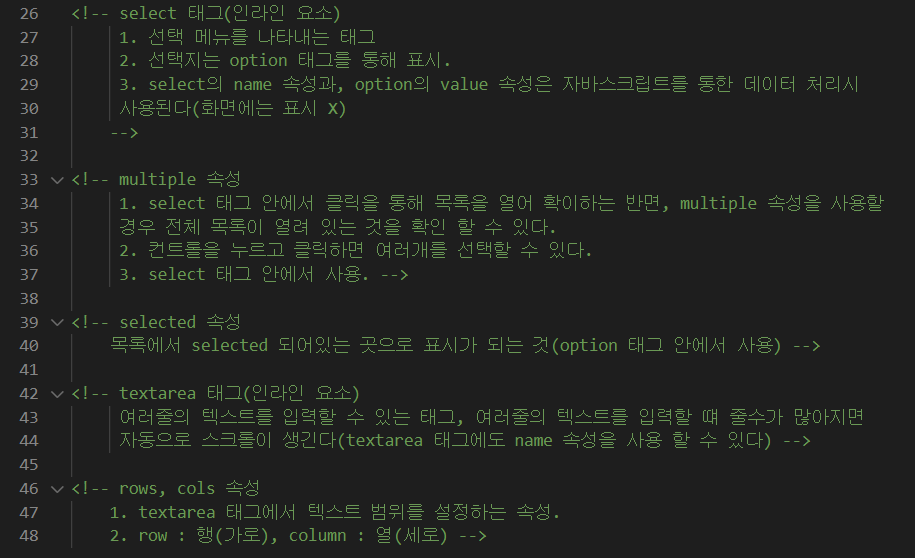 26 <!-- select 태그(인라인 요소)
27 1. 선택 메뉴를 나타내는 태그
28 2. 선택지는 option 태그를 통해 표시.
29 3. select의 name 속성과, option의 value 속성은 자바스크립트를 통한 데이터 처리시
30 사용된다(화면에는 표시 X)
31 -->
32
33 <!-- multiple 속성
34 1. select 태그 안에서 클릭을 통해 목록을 열어 확이하는 반면, multiple 속성을 사용할
35 경우 전체 목록이 열려 있는 것을 확인 할 수 있다.
36 2. 컨트롤을 누르고 클릭하면 여러개를 선택할 수 있다.
37 3. select 태그 안에서 사용. -->
38
39 <!-- selected 속성
40 목록에서 selected 되어있는 곳으로 표시가 되는 것(option 태그 안에서 사용) -->
41
42 <!-- textarea 태그(인라인 요소)
43 여러줄의 텍스트를 입력할 수 있는 태그, 여러줄의 텍스트를 입력할 떄 줄수가 많아지면
44 자동으로 스크롤이 생긴다(textarea 태그에도 name 속성을 사용 할 수 있다) -->
45
46 <!-- rows, cols 속성
47 1. textarea 태그에서 텍스트 범위를 설정하는 속성.
48 2. row : 행(가로), column : 열(세로) -->